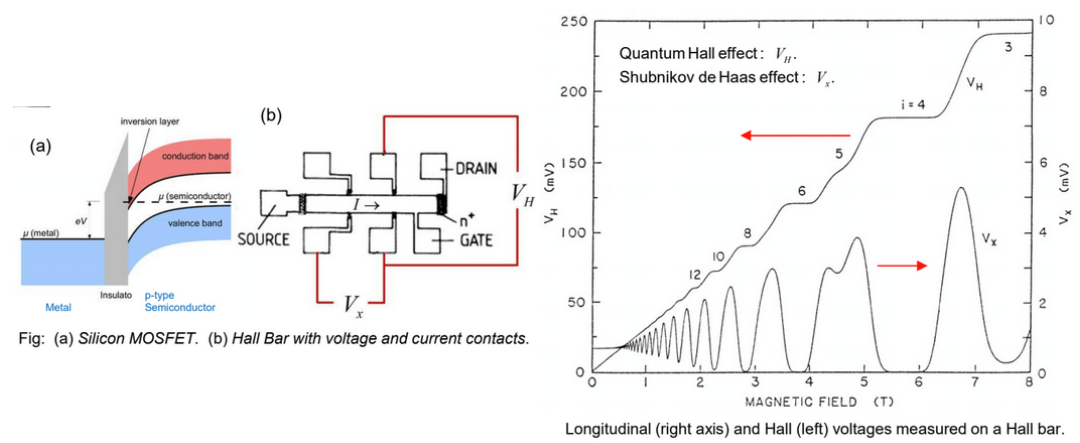 (a)
inversion layer
conduction band
μ (semiconductor)
eV
μ (metal)
valence band
Insulato
Metal
p-type
Semiconductor
(b)
DRAIN
I →
V_H
n⁺
SOURCE
GATE
V_x
Fig: (a) Silicon MOSFET. (b) Hall Bar with voltage and current contacts.
250
200
150
100
50
0
V_H (mV)
Quantum Hall effect: V_H.
Shubnikov de Haas effect: V_x.
3
V_H
i = 4
5
6
8
10
12
V_x
10
8
6
4
2
0
V_x (mV)
0 1 2 3 4 5 6 7 8
MAGNETIC FIELD (T)
Longitudinal (right axis) and Hall (left) voltages measured on a Hall bar.